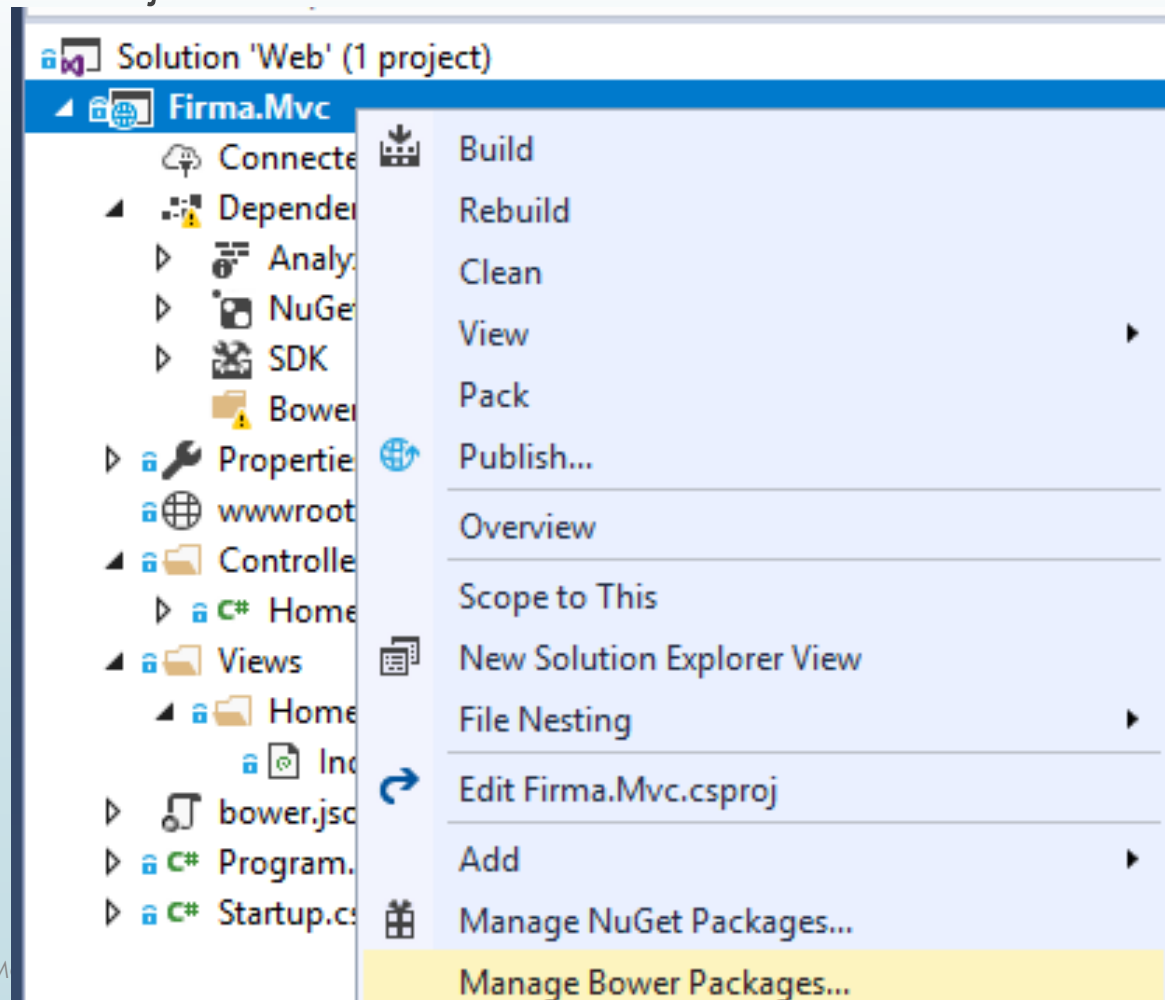 Solution 'Web' (1 project)
Firma.Mvc
Connecte
Build
Rebuild
Depender
Analy
Clean
NuGe
View
SDK
Pack
Bower
Propertie
Publish...
wwwroot
Overview
Controlle
Scope to This
C# Home
Views
New Solution Explorer View
Home
File Nesting
Inc
Edit Firma.Mvc.csproj
bower.jsc
Add
C# Program.
C# Startup.cs
Manage NuGet Packages...
Manage Bower Packages...